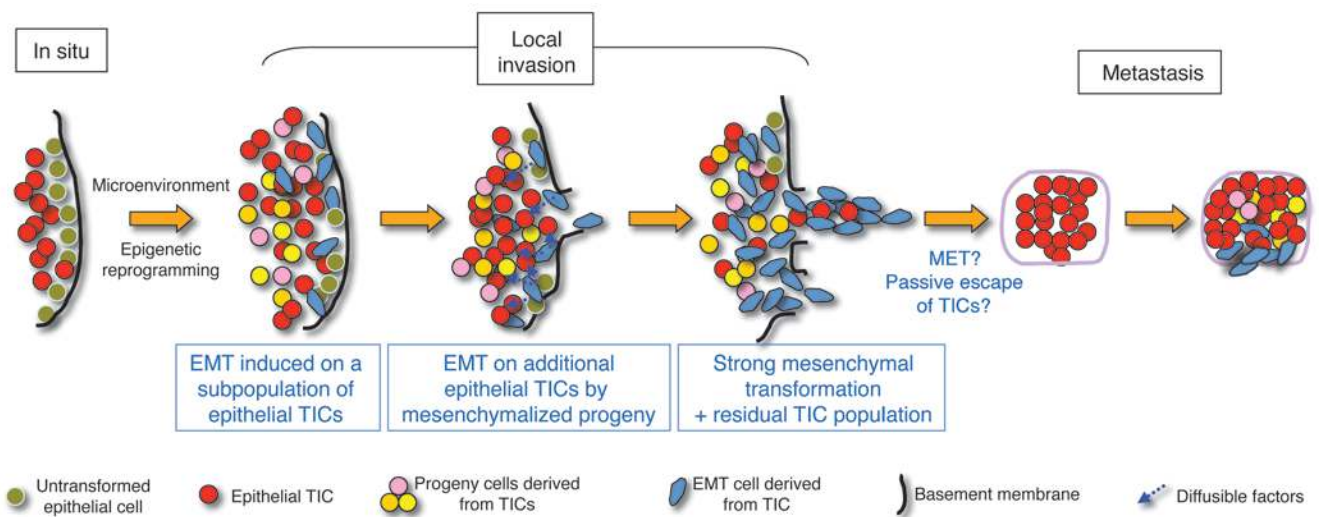 In situ
Local
invasion
Metastasis
Microenvironment
Epigenetic
reprogramming
MET?
Passive escape
of TICs?
EMT induced on a
subpopulation of
epithelial TICs
EMT on additional
epithelial TICs by
mesenchymalized progeny
Strong mesenchymal
transformation
+ residual TIC population
Untransformed
epithelial cell
Epithelial TIC
Progeny cells derived
from TICs
EMT cell derived
from TIC
Basement membrane
Diffusible factors